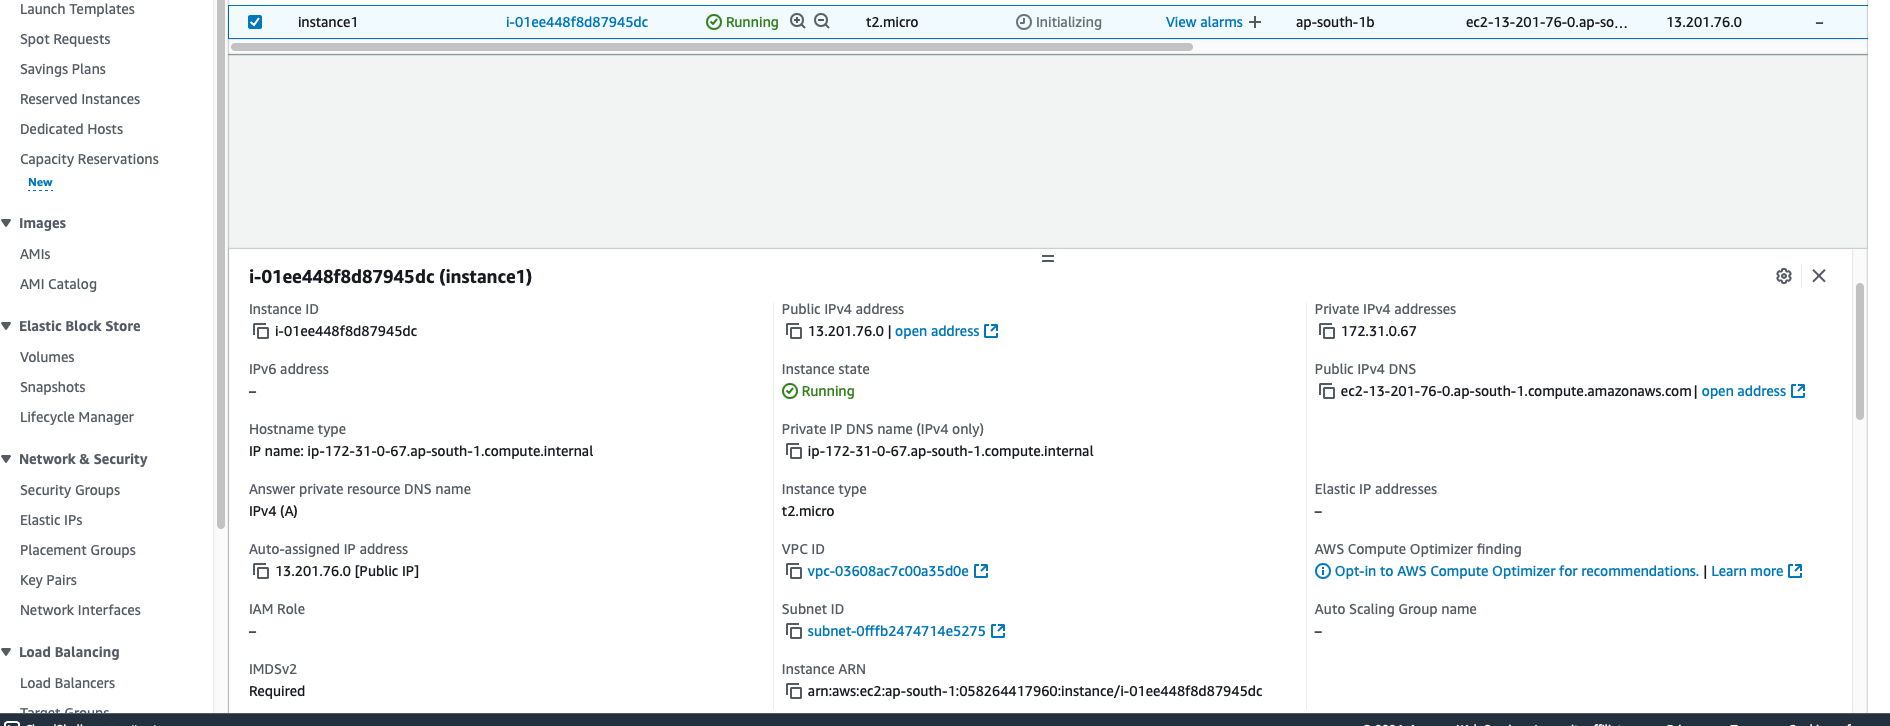 Launch Templates
Spot Requests
Savings Plans
Reserved Instances
Dedicated Hosts
Capacity Reservations
New
Images
AMIs
AMI Catalog
Elastic Block Store
Volumes
Snapshots
Lifecycle Manager
Network & Security
Security Groups
Elastic IPs
Placement Groups
Key Pairs
Network Interfaces
Load Balancing
Load Balancers
Target Groups
instance1 i-01ee448f8d87945dc Running t2.micro Initializing View alarms + ap-south-1b ec2-13-201-76-0.ap-so... 13.201.76.0 –
i-01ee448f8d87945dc (instance1)
Instance ID
i-01ee448f8d87945dc
Public IPv4 address
13.201.76.0 | open address
Private IPv4 addresses
172.31.0.67
IPv6 address
–
Instance state
Running
Public IPv4 DNS
ec2-13-201-76-0.ap-south-1.compute.amazonaws.com | open address
Hostname type
IP name: ip-172-31-0-67.ap-south-1.compute.internal
Private IP DNS name (IPv4 only)
ip-172-31-0-67.ap-south-1.compute.internal
Answer private resource DNS name
IPv4 (A)
Instance type
t2.micro
Elastic IP addresses
–
Auto-assigned IP address
13.201.76.0 [Public IP]
VPC ID
vpc-03608ac7c00a35d0e
AWS Compute Optimizer finding
Opt-in to AWS Compute Optimizer for recommendations. | Learn more
IAM Role
–
Subnet ID
subnet-0fffb2474714e5275
Auto Scaling Group name
–
IMDSv2
Required
Instance ARN
arn:aws:ec2:ap-south-1:058264417960:instance/i-01ee448f8d87945dc